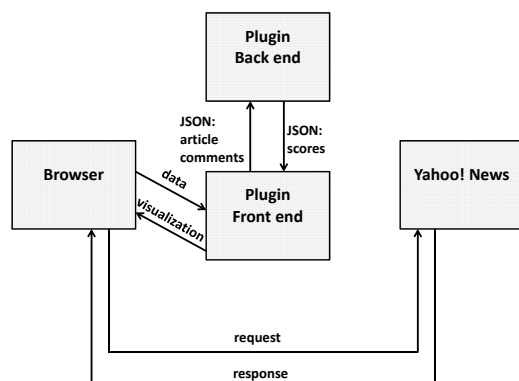 Plugin
Back end
JSON:
article
comments
JSON:
scores
Browser
data
visualization
Plugin
Front end
Yahoo! News
request
response